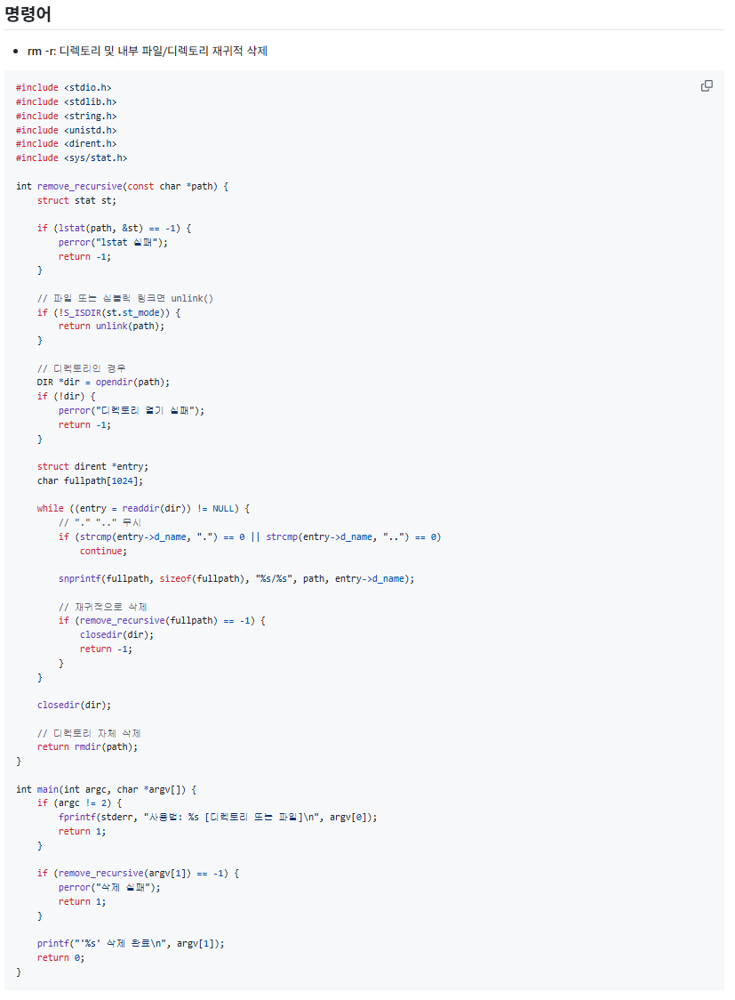 명령어
• rm -r: 디렉토리 및 내부 파일/디렉토리 재귀적 삭제
#include <stdio.h>
#include <stdlib.h>
#include <string.h>
#include <unistd.h>
#include <dirent.h>
#include <sys/stat.h>
int remove_recursive(const char *path) {
    struct stat st;
    if (lstat(path, &st) == -1) {
        perror("lstat 실패");
        return -1;
    }
    // 파일 또는 심볼릭 링크면 unlink()
    if (!S_ISDIR(st.st_mode)) {
        return unlink(path);
    }
    // 디렉토리인 경우
    DIR *dir = opendir(path);
    if (!dir) {
        perror("디렉토리 열기 실패");
        return -1;
    }
    struct dirent *entry;
    char fullpath[1024];
    while ((entry = readdir(dir)) != NULL) {
        // "." ".." 무시
        if (strcmp(entry->d_name, ".") == 0 || strcmp(entry->d_name, "..") == 0)
            continue;
        snprintf(fullpath, sizeof(fullpath), "%s/%s", path, entry->d_name);
        // 재귀적으로 삭제
        if (remove_recursive(fullpath) == -1) {
            closedir(dir);
            return -1;
        }
    }
    closedir(dir);
    // 디렉토리 자체 삭제
    return rmdir(path);
}
int main(int argc, char *argv[]) {
    if (argc != 2) {
        fprintf(stderr, "사용법: %s [디렉토리 또는 파일]\n", argv[0]);
        return 1;
    }
    if (remove_recursive(argv[1]) == -1) {
        perror("삭제 실패");
        return 1;
    }
    printf("'%s' 삭제 완료\n", argv[1]);
    return 0;
}